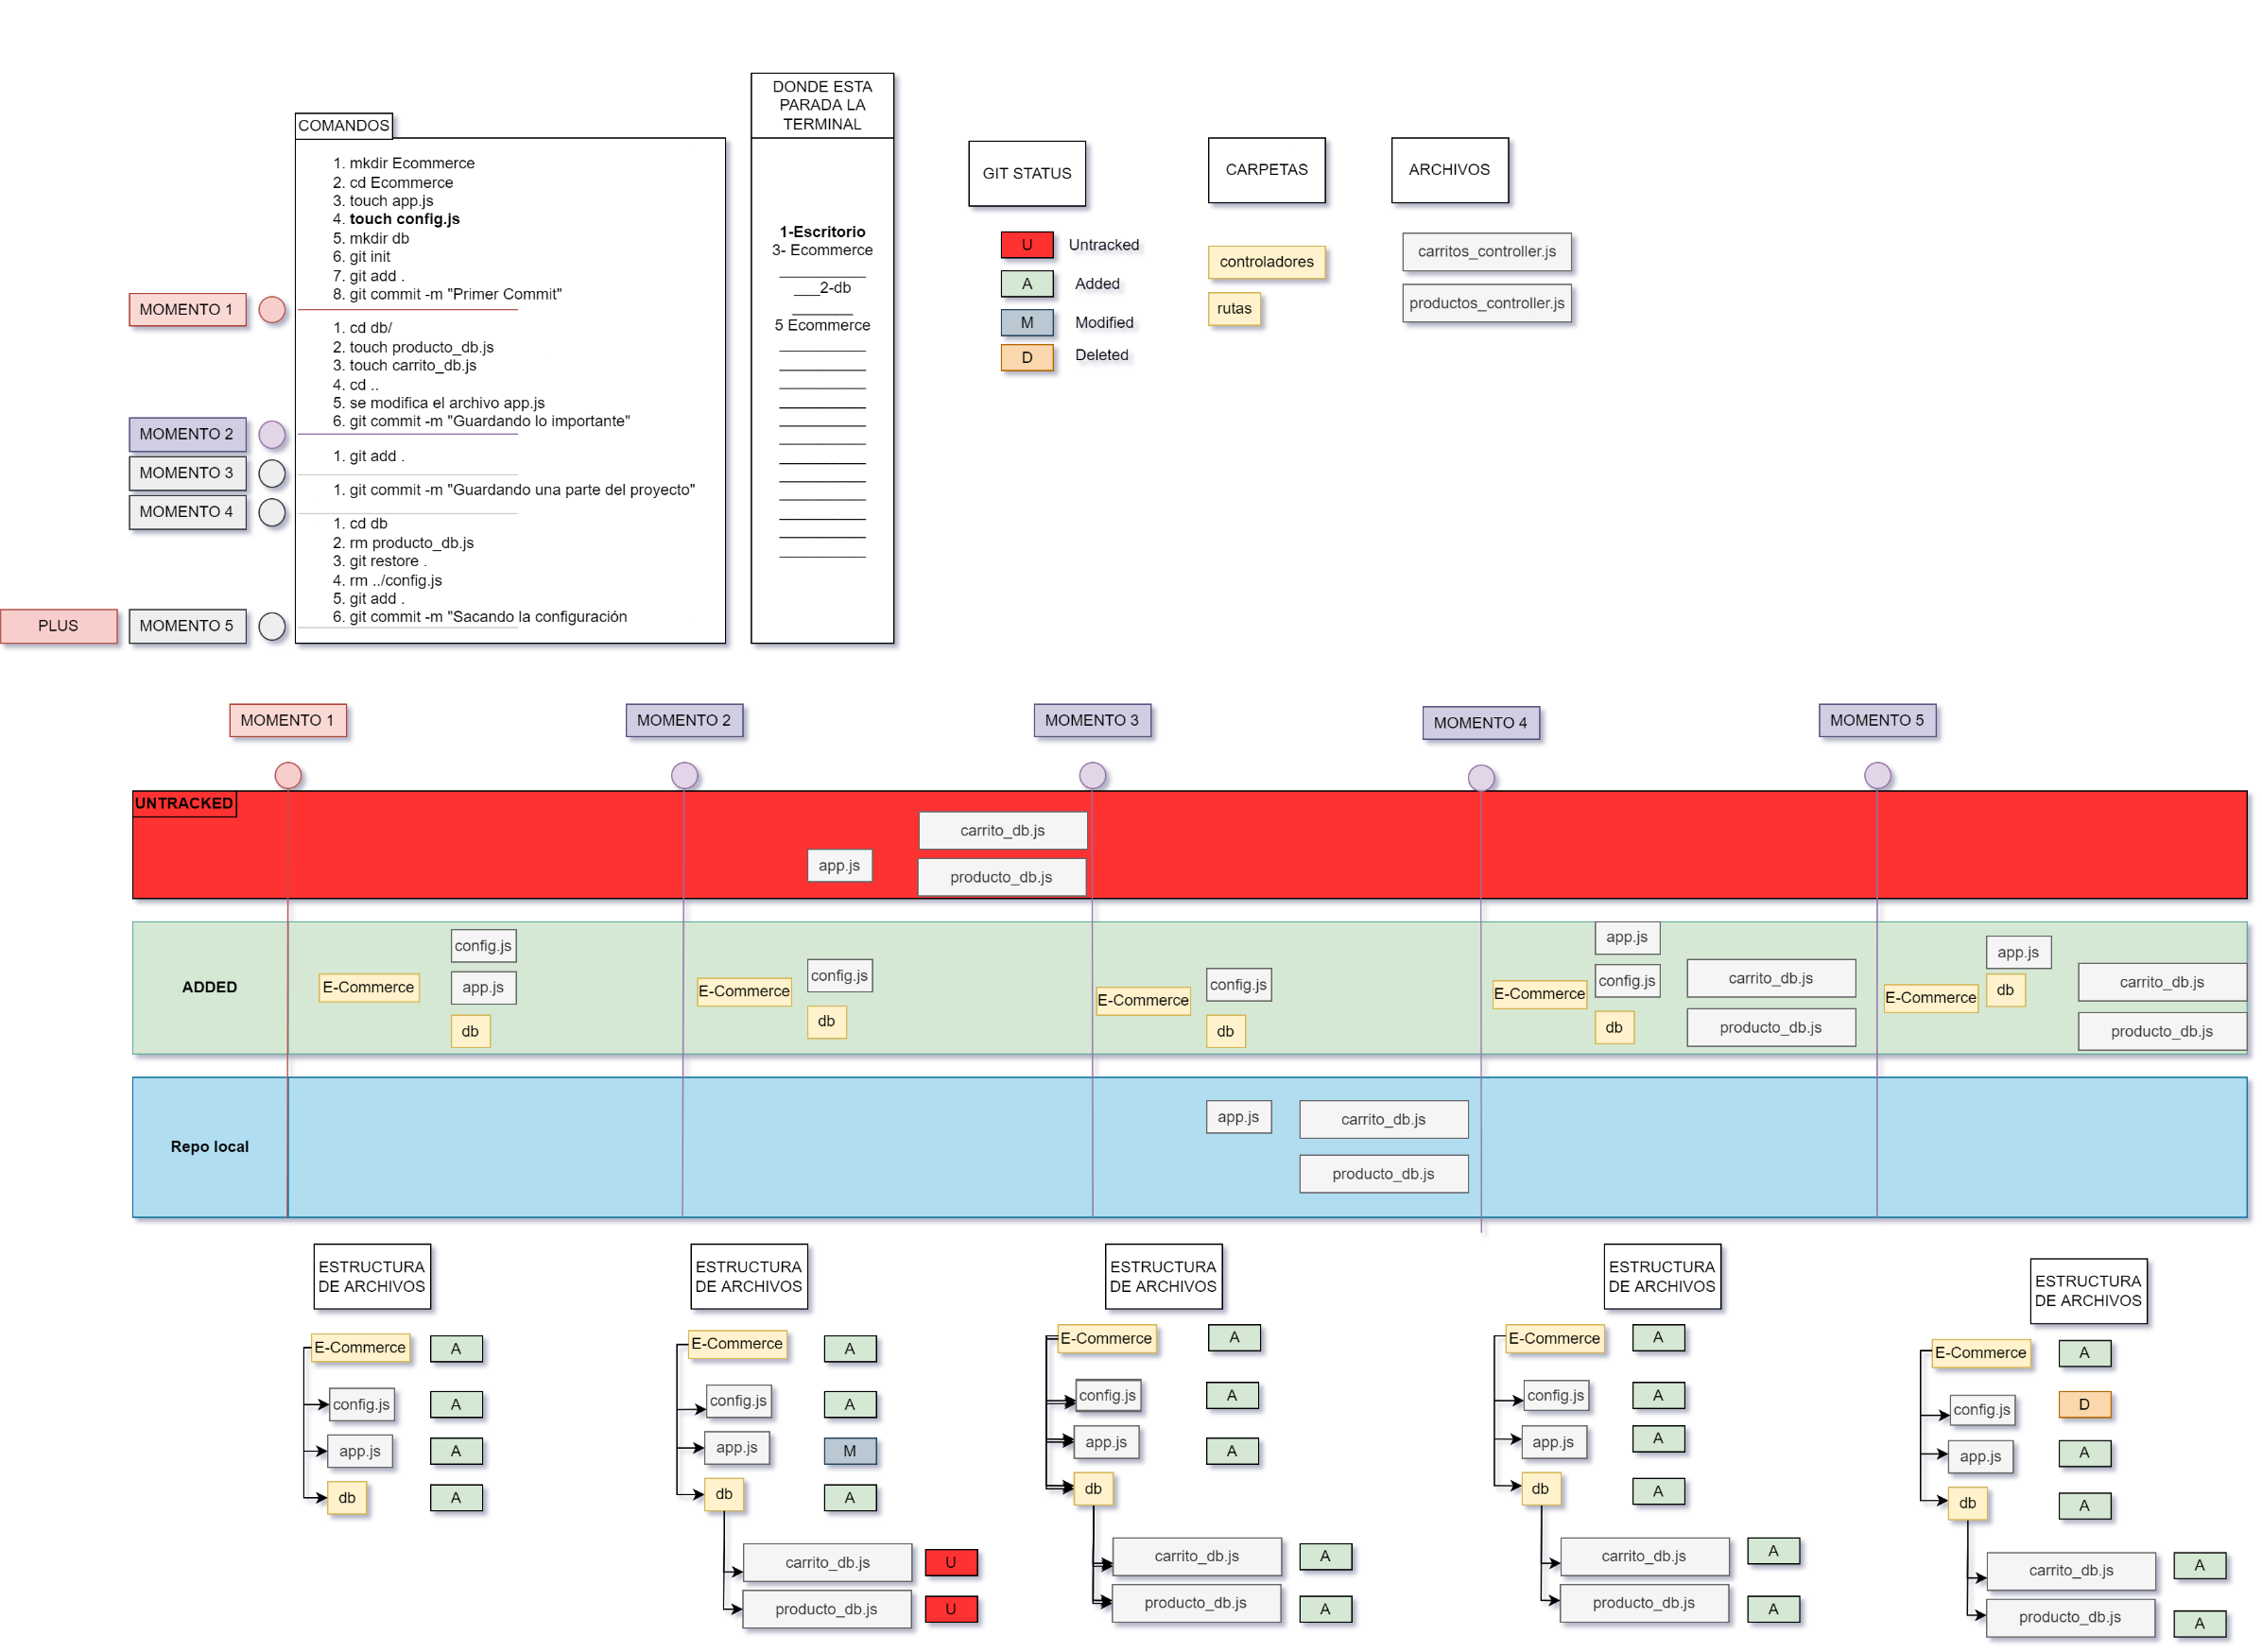 COMANDOS
1. mkdir Ecommerce
2. cd Ecommerce
3. touch app.js
4. touch config.js
5. mkdir db
6. git init
7. git add .
8. git commit -m "Primer Commit"
1. cd db/
2. touch producto_db.js
3. touch carrito_db.js
4. cd ..
5. se modifica el archivo app.js
6. git commit -m "Guardando lo importante"
1. git add .
1. git commit -m "Guardando una parte del proyecto"
1. cd db
2. rm producto_db.js
3. git restore .
4. rm ../config.js
5. git add .
6. git commit -m "Sacando la configuración
MOMENTO 1
MOMENTO 2
MOMENTO 3
MOMENTO 4
PLUS
MOMENTO 5
DONDE ESTA
PARADA LA
TERMINAL
1-Escritorio
3- Ecommerce
___2-db
5 Ecommerce
GIT STATUS
U Untracked
A Added
M Modified
D Deleted
CARPETAS
controladores
rutas
ARCHIVOS
carritos_controller.js
productos_controller.js
MOMENTO 1
MOMENTO 2
MOMENTO 3
MOMENTO 4
MOMENTO 5
UNTRACKED
carrito_db.js
app.js
producto_db.js
ADDED
E-Commerce
config.js
app.js
db
E-Commerce
config.js
db
E-Commerce
config.js
db
E-Commerce
app.js
config.js
db
carrito_db.js
producto_db.js
E-Commerce
app.js
db
carrito_db.js
producto_db.js
Repo local
app.js
carrito_db.js
producto_db.js
ESTRUCTURA
DE ARCHIVOS
E-Commerce A
config.js A
app.js A
db A
ESTRUCTURA
DE ARCHIVOS
E-Commerce A
config.js A
app.js M
db A
carrito_db.js U
producto_db.js U
ESTRUCTURA
DE ARCHIVOS
E-Commerce A
config.js A
app.js A
db
carrito_db.js A
producto_db.js A
ESTRUCTURA
DE ARCHIVOS
E-Commerce A
config.js A
app.js A
db A
carrito_db.js A
producto_db.js A
ESTRUCTURA
DE ARCHIVOS
E-Commerce A
config.js D
app.js A
db A
carrito_db.js A
producto_db.js A